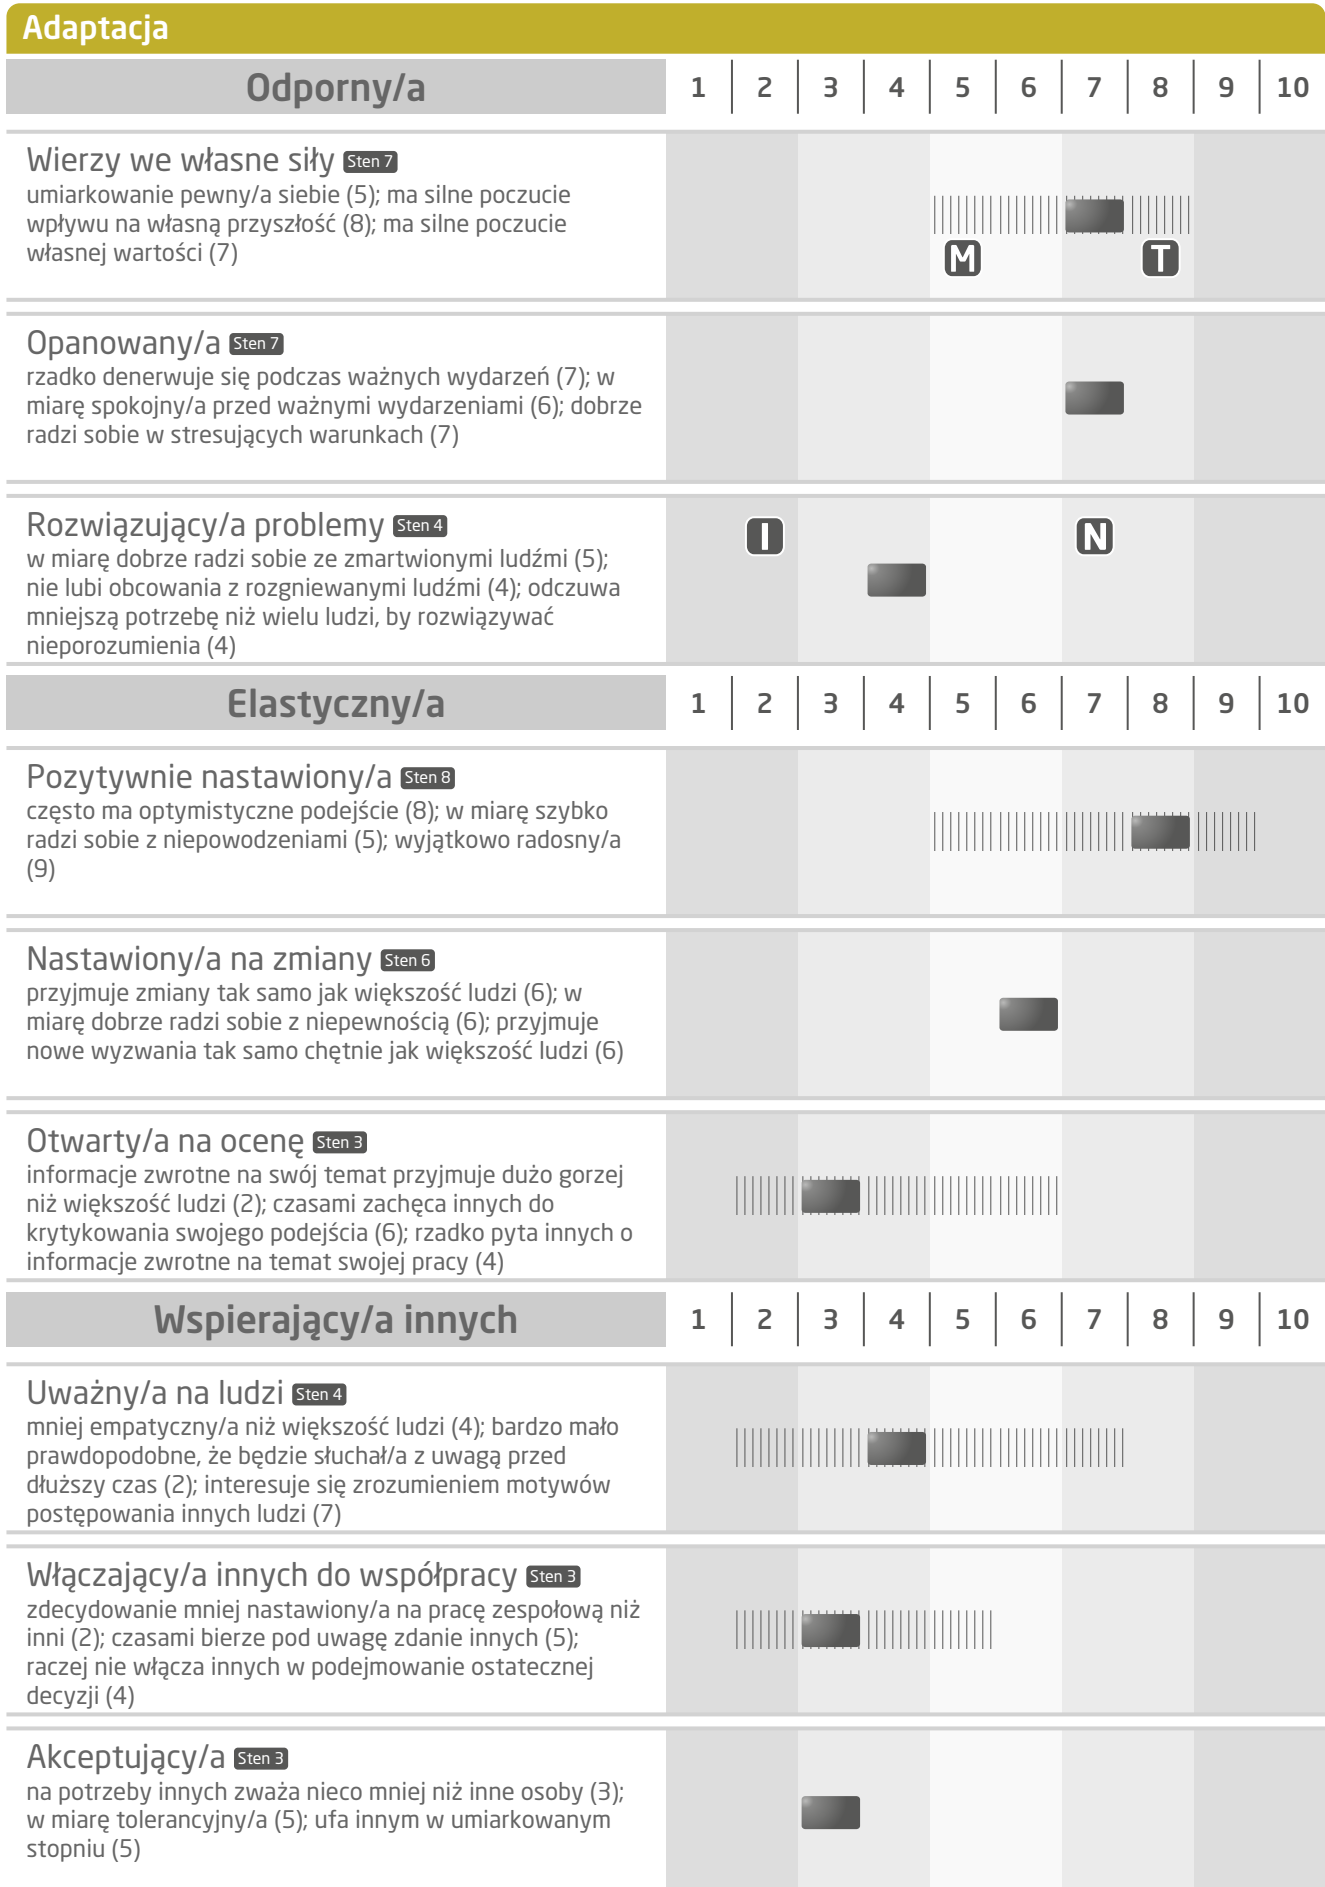 Adaptacja
Odporny/a 1 2 3 4 5 6 7 8 9 10
Wierzy we własne siły Sten 7
umiarkowanie pewny/a siebie (5); ma silne poczucie
wpływu na własną przyszłość (8); ma silne poczucie
własnej wartości (7)
M T
Opanowany/a Sten 7
rzadko denerwuje się podczas ważnych wydarzeń (7); w
miarę spokojny/a przed ważnymi wydarzeniami (6); dobrze
radzi sobie w stresujących warunkach (7)
Rozwiązujący/a problemy Sten 4
I N
w miarę dobrze radzi sobie ze zmartwionymi ludźmi (5);
nie lubi obcowania z rozgniewanymi ludźmi (4); odczuwa
mniejszą potrzebę niż wielu ludzi, by rozwiązywać
nieporozumienia (4)
Elastyczny/a 1 2 3 4 5 6 7 8 9 10
Pozytywnie nastawiony/a Sten 8
często ma optymistyczne podejście (8); w miarę szybko
radzi sobie z niepowodzeniami (5); wyjątkowo radosny/a
(9)
Nastawiony/a na zmiany Sten 6
przyjmuje zmiany tak samo jak większość ludzi (6); w
miarę dobrze radzi sobie z niepewnością (6); przyjmuje
nowe wyzwania tak samo chętnie jak większość ludzi (6)
Otwarty/a na ocenę Sten 3
informacje zwrotne na swój temat przyjmuje dużo gorzej
niż większość ludzi (2); czasami zachęca innych do
krytykowania swojego podejścia (6); rzadko pyta innych o
informacje zwrotne na temat swojej pracy (4)
Wspierający/a innych 1 2 3 4 5 6 7 8 9 10
Uważny/a na ludzi Sten 4
mniej empatyczny/a niż większość ludzi (4); bardzo mało
prawdopodobne, że będzie słuchał/a z uwagą przed
dłuższy czas (2); interesuje się zrozumieniem motywów
postępowania innych ludzi (7)
Włączający/a innych do współpracy Sten 3
zdecydowanie mniej nastawiony/a na pracę zespołową niż
inni (2); czasami bierze pod uwagę zdanie innych (5);
raczej nie włącza innych w podejmowanie ostatecznej
decyzji (4)
Akceptujący/a Sten 3
na potrzeby innych zważa nieco mniej niż inne osoby (3);
w miarę tolerancyjny/a (5); ufa innym w umiarkowanym
stopniu (5)